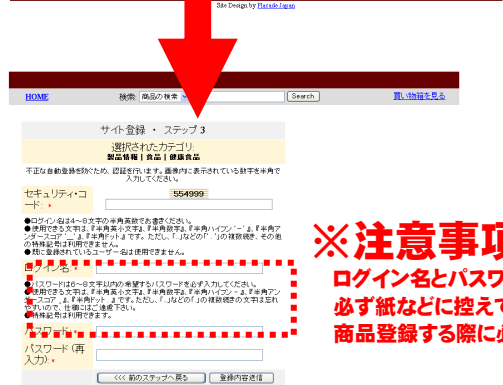 Site Design by Plarade Japan
HOME 検索: 商品の検索 Search 買い物籠を見る
サイト登録 ・ ステップ 3
選択されたカテゴリ:
製品情報 | 食品 | 健康食品
不正な自動登録を防ぐため、認証を行います。画像内に表示されている数字を半角で
入力してください。
セキュリティ・コ
ード: *
554999
●ログイン名は4~8文字の半角英数でお書きください。
●使用できる文字は、『半角英小文字』、『半角数字』、『半角ハイフン'-'』、『半角ア
ンダースコア'_'』、『半角ドット』です。ただし、「..」などの「.」の複数続き、その他
の特殊記号は利用できません。
●既に登録されているユーザー名は使用できません。
ログイン名: *
●パスワードは6~8文字以内の希望するパスワードを必ず入力してください。
●使用できる文字は、『半角英小文字』、『半角数字』、『半角ハイフン -』、『半角アン
ダースコア _』、『半角ドット .』です。ただし、「..」などの「.」の複数続きの文字は忘れ
やすいので、仕様にはご遠慮下さい。
●特殊記号は利用できます。
パスワード: *
パスワード (再
入力): *
<<< 前のステップへ戻る 登録内容送信
※注意事項
ログイン名とパスワ
必ず紙などに控えて
商品登録する際に必